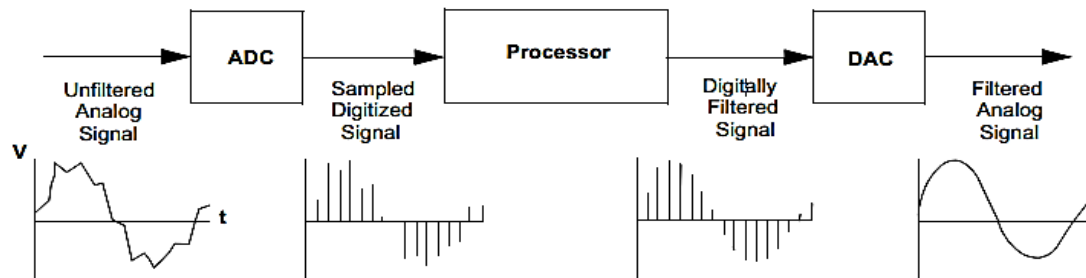 ADC
Processor
DAC
Unfiltered
Analog
Signal
Sampled
Digitized
Signal
Digitally
Filtered
Signal
Filtered
Analog
Signal
V
t